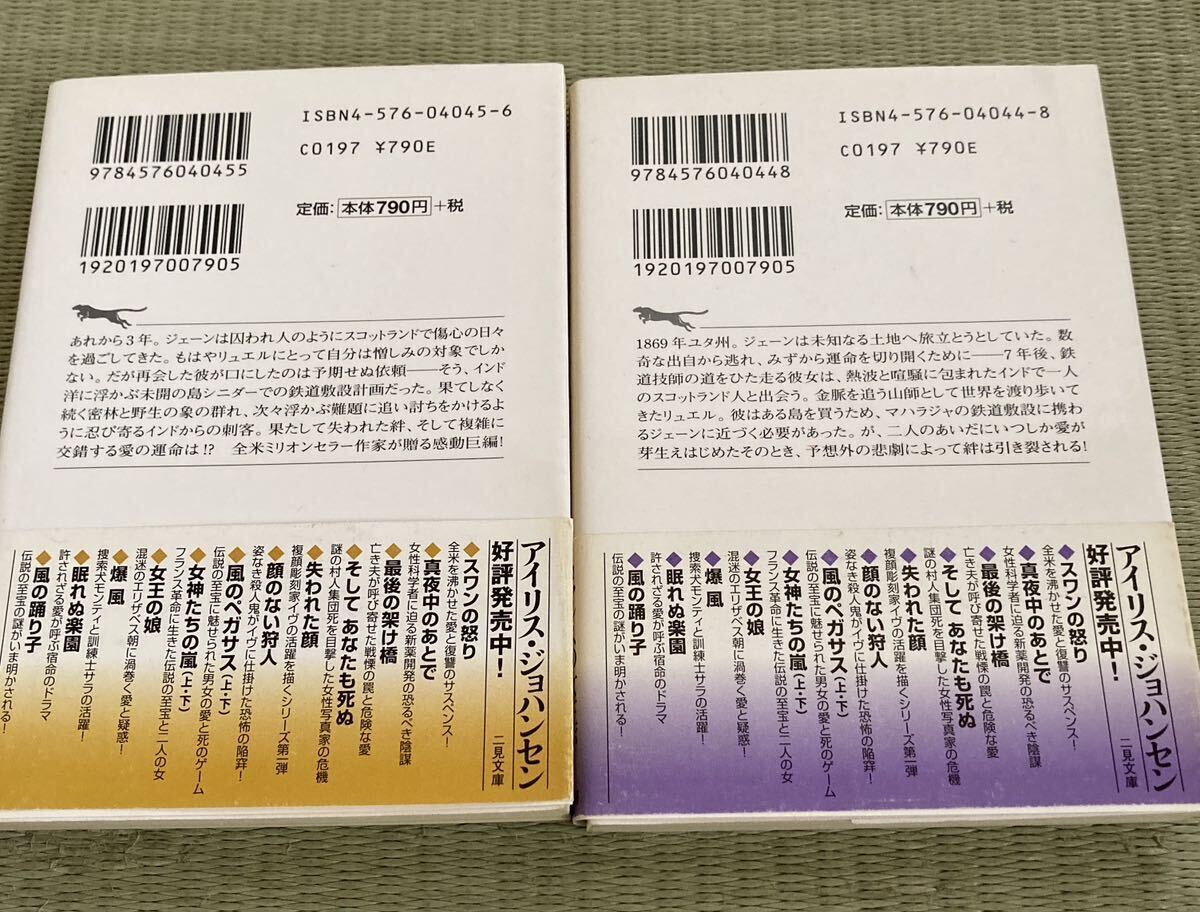 ISBN4-576-04045-6
C0197 ¥790E
9784576040455
定価:本体790円+税
1920197007905
あれから3年。ジェーンは囚われ人のようにスコットランドで傷心の日々
を過ごしてきた。もはやリュエルにとって自分は憎しみの対象でしか
ない。だが再会した彼が口にしたのは予期せぬ依頼――そう、インド
洋に浮かぶ未開の島シニダーでの鉄道敷設計画だった。果てしなく
続く密林と野生の象の群れ、次々浮かぶ難題に追い討ちをかけるよ
うに忍び寄るインドからの刺客。果たして失われた絆、そして複雑に
交錯する愛の運命は!? 全米ミリオンセラー作家が贈る感動巨編!
アイリス・ジョハンセン
二見文庫
好評発売中!
◆スワンの怒り
全米を沸かせた愛と復讐のサスペンス!
◆真夜中のあとで
女性科学者に迫る新薬開発の恐るべき陰謀
◆最後の架け橋
亡き夫が呼び寄せた戦慄の罠と危険な愛
◆そして あなたも死ぬ
謎の村人集団死を目撃した女性写真家の危機
◆失われた顔
複顔彫刻家イヴの活躍を描くシリーズ第一弾
◆顔のない狩人
姿なき殺人鬼がイヴに仕掛けた恐怖の陥穽!
◆風のペガサス(上・下)
伝説の至宝に魅せられた男女の愛と死のゲーム
◆女神たちの嵐(上・下)
フランス革命に生きた伝説の至宝と二人の女
◆女王の娘
混迷のエリザベス朝に渦巻く愛と疑惑!
◆爆風
捜索犬モンティと訓練士サラの活躍!
◆眠れぬ楽園
許されざる愛が呼ぶ宿命のドラマ
◆風の踊り子
伝説の至宝の謎がいま明かされる!
ISBN4-576-04044-8
C0197 ¥790E
9784576040448
定価:本体790円+税
1920197007905
1869年ユタ州。ジェーンは未知なる土地へ旅立とうとしていた。数
奇な出自から逃れ、みずから運命を切り開くために――7年後、鉄
道技師の道をひた走る彼女は、熱波と喧騒に包まれたインドで一人
のスコットランド人と出会う。金脈を追う山師として世界を渡り歩いて
きたリュエル。彼はある島を買うため、マハラジャの鉄道敷設に携わ
るジェーンに近づく必要があった。が、二人のあいだにいつしか愛が
芽生えはじめたそのとき、予想外の悲劇によって絆は引き裂される!
アイリス・ジョハンセン
二見文庫
好評発売中!
◆スワンの怒り
全米を沸かせた愛と復讐のサスペンス!
◆真夜中のあとで
女性科学者に迫る新薬開発の恐るべき陰謀
◆最後の架け橋
亡き夫が呼び寄せた戦慄の罠と危険な愛
◆そして あなたも死ぬ
謎の村人集団死を目撃した女性写真家の危機
◆失われた顔
複顔彫刻家イヴの活躍を描くシリーズ第一弾
◆顔のない狩人
姿なき殺人鬼がイヴに仕掛けた恐怖の陥穽!
◆風のペガサス(上・下)
伝説の至宝に魅せられた男女の愛と死のゲーム
◆女神たちの嵐(上・下)
フランス革命に生きた伝説の至宝と二人の女
◆女王の娘
混迷のエリザベス朝に渦巻く愛と疑惑!
◆爆風
捜索犬モンティと訓練士サラの活躍!
◆眠れぬ楽園
許されざる愛が呼ぶ宿命のドラマ
◆風の踊り子
伝説の至宝の謎がいま明かされる!